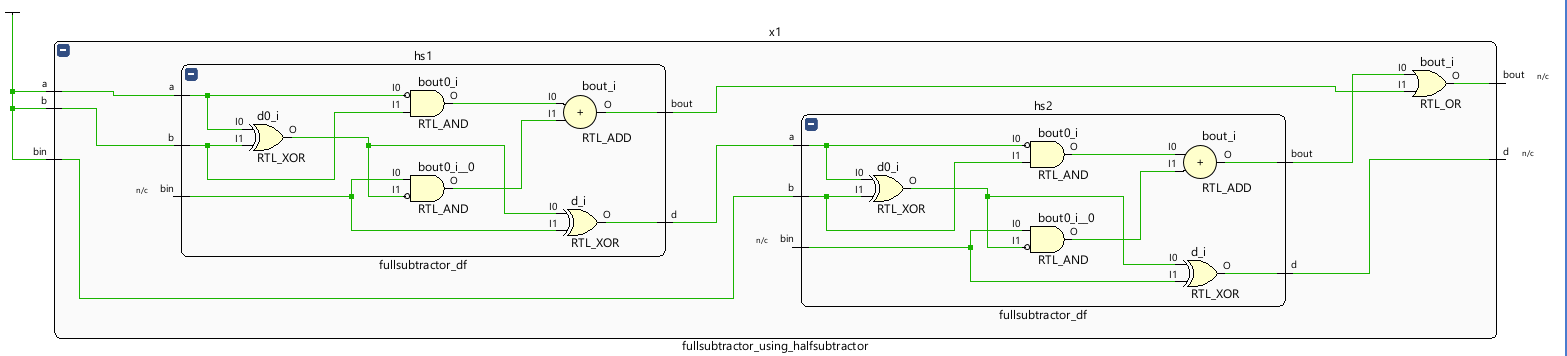 x1
a
b
bin
hs1
a
b
n/c bin
d0_i
I0
I1
O
RTL_XOR
bout0_i
I0
I1
O
RTL_AND
bout0_i__0
I0
I1
O
RTL_AND
bout_i
I0
I1
O
+
RTL_ADD
d_i
I0
I1
O
RTL_XOR
bout
d
fullsubtractor_df
hs2
a
b
n/c bin
d0_i
I0
I1
O
RTL_XOR
bout0_i
I0
I1
O
RTL_AND
bout0_i__0
I0
I1
O
RTL_AND
bout_i
I0
I1
O
+
RTL_ADD
d_i
I0
I1
O
RTL_XOR
bout
d
fullsubtractor_df
bout_i
I0
I1
O
RTL_OR
bout n/c
d n/c
fullsubtractor_using_halfsubtractor